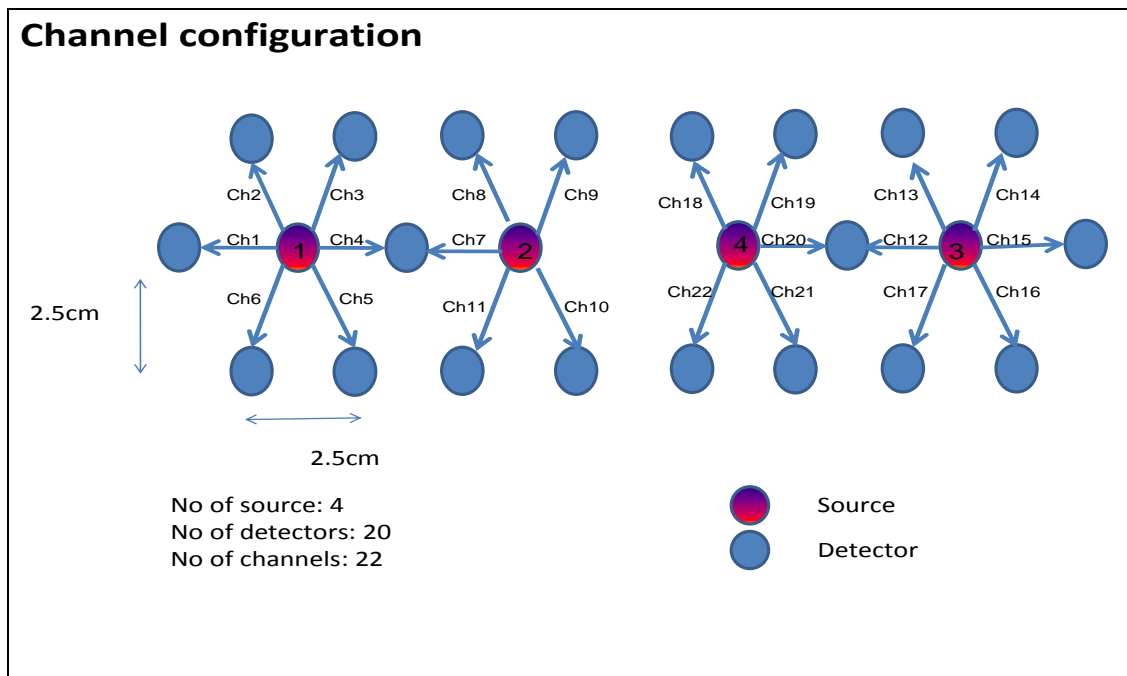 Channel configuration
Ch2 Ch3 Ch8 Ch9 Ch18 Ch19 Ch13 Ch14
Ch1 1 Ch4 Ch7 2 4 Ch20 Ch12 3 Ch15
Ch6 Ch5 Ch11 Ch10 Ch22 Ch21 Ch17 Ch16
2.5cm
2.5cm
No of source: 4
No of detectors: 20
No of channels: 22
Source
Detector